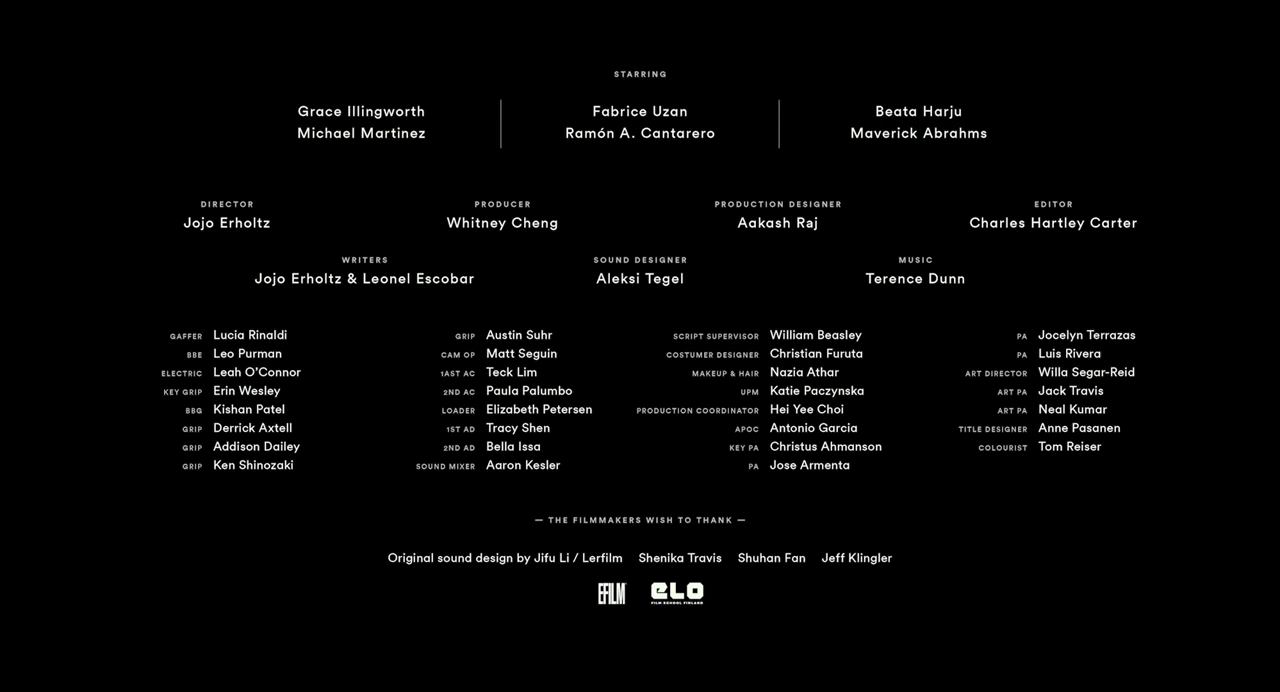 STARRING
Grace Illingworth
Michael Martinez
Fabrice Uzan
Ramón A. Cantarero
Beata Harju
Maverick Abrahms
DIRECTOR
Jojo Erholtz
PRODUCER
Whitney Cheng
PRODUCTION DESIGNER
Aakash Raj
EDITOR
Charles Hartley Carter
WRITERS
Jojo Erholtz & Leonel Escobar
SOUND DESIGNER
Aleksi Tegel
MUSIC
Terence Dunn
GAFFER Lucia Rinaldi
BBE Leo Purman
ELECTRIC Leah O’Connor
KEY GRIP Erin Wesley
BBG Kishan Patel
GRIP Derrick Axtell
GRIP Addison Dailey
GRIP Ken Shinozaki
GRIP Austin Suhr
CAM OP Matt Seguin
1AST AC Teck Lim
2ND AC Paula Palumbo
LOADER Elizabeth Petersen
1ST AD Tracy Shen
2ND AD Bella Issa
SOUND MIXER Aaron Kesler
SCRIPT SUPERVISOR William Beasley
COSTUMER DESIGNER Christian Furuta
MAKEUP & HAIR Nazia Athar
UPM Katie Paczynska
PRODUCTION COORDINATOR Hei Yee Choi
APOC Antonio Garcia
KEY PA Christus Ahmanson
PA Jose Armenta
PA Jocelyn Terrazas
PA Luis Rivera
ART DIRECTOR Willa Segar-Reid
ART PA Jack Travis
ART PA Neal Kumar
TITLE DESIGNER Anne Pasanen
COLOURIST Tom Reiser
— THE FILMMAKERS WISH TO THANK —
Original sound design by Jifu Li / Lerfilm Shenika Travis Shuhan Fan Jeff Klingler
EFILM
eLO
FILM SCHOOL FINLAND